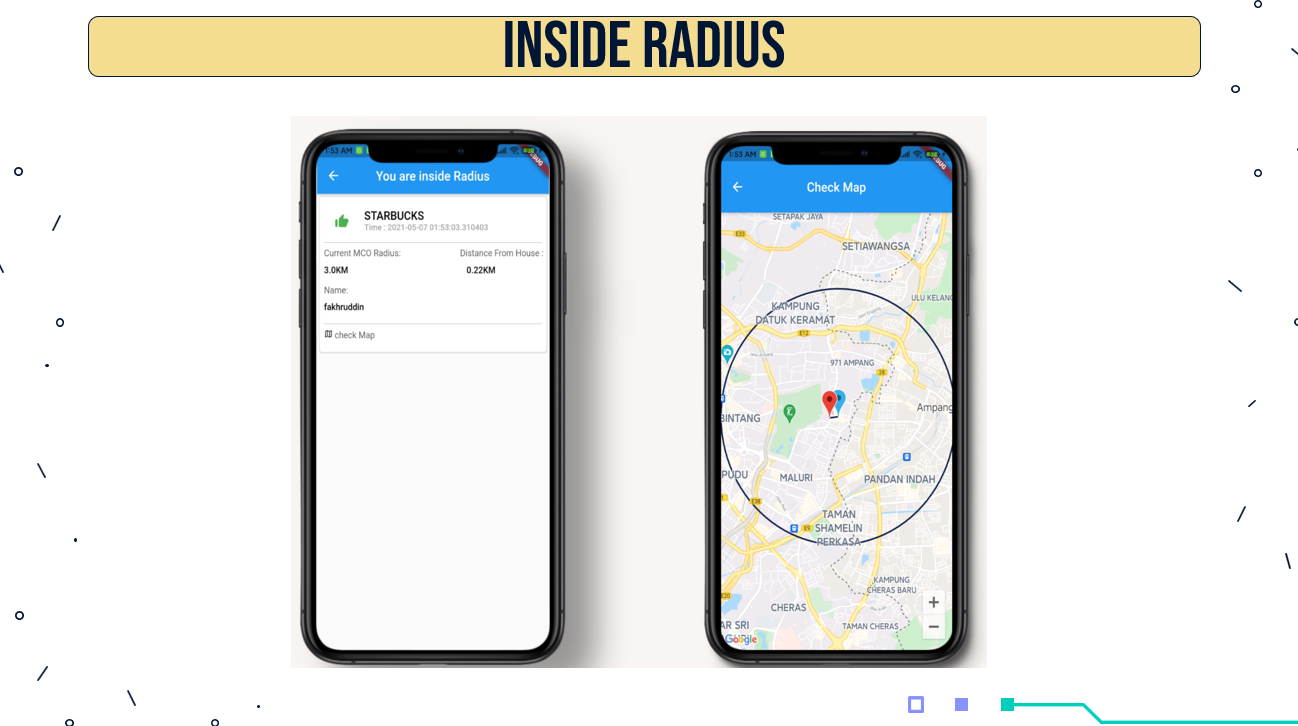 INSIDE RADIUS
1:53 AM
You are inside Radius
STARBUCKS
Time : 2021-05-07 01:53:03.310403
Current MCO Radius:
Distance From House :
3.0KM
0.22KM
Name:
fakhruddin
check Map
1:53 AM
Check Map
SETAPAK JAYA
E33
SETIAWANGSA
ULU KELANG
KAMPUNG
DATUK KERAMAT
E12
971 AMPANG
28
Ampang
BINTANG
PUDU
MALURI
PANDAN INDAH
E38
TAMAN
E9
SHAMELIN
PERKASA
KAMPUNG
CHERAS BARU
E20
CHERAS
AR SRI
TAMAN CHERAS
Google
+
−